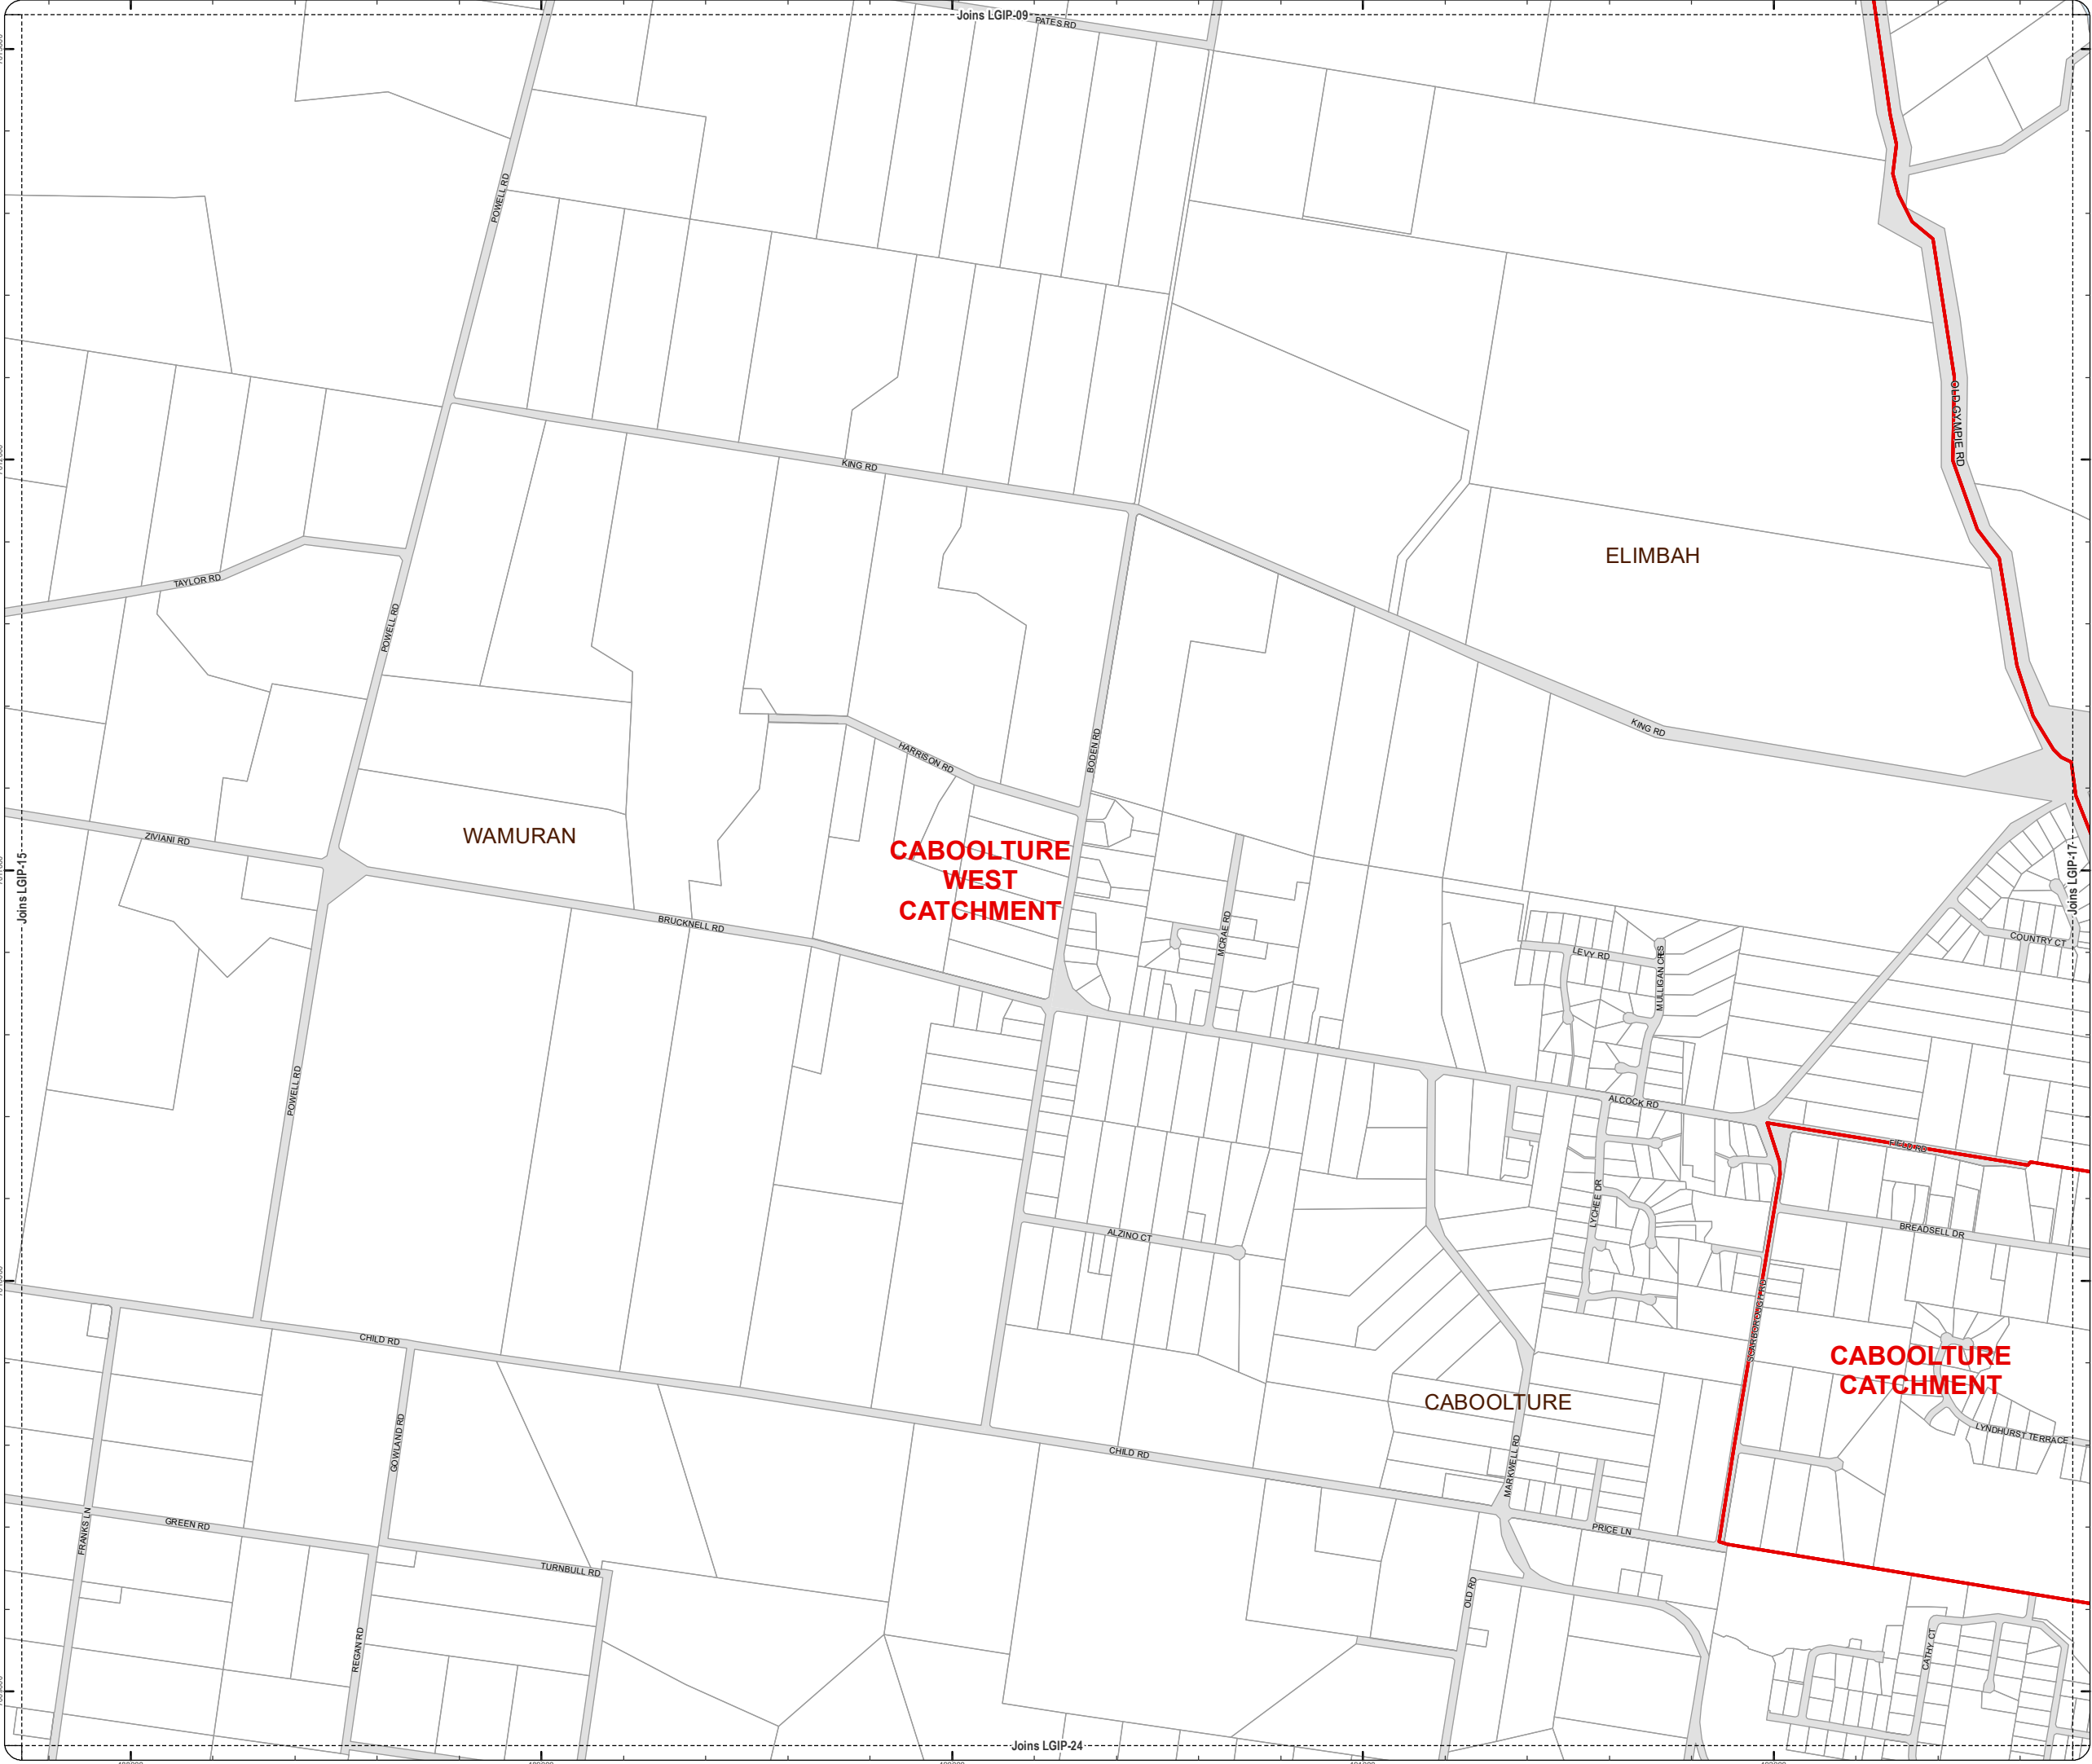 Joins LGIP-09
PATES RD
POWELL RD
OLD GYMPIE RD
KING RD
ELIMBAH
TAYLOR RD
POWELL RD
KING RD
BODEN RD
HARRISON RD
ZIVIANI RD
WAMURAN
CABOOLTURE
WEST
CATCHMENT
Joins LGIP-15
Joins LGIP-17
BRUCKNELL RD
MCRAE RD
LEVY RD
MULLIGAN CRES
COUNTRY CT
POWELL RD
ALCOCK RD
FIELD RD
LYCHEE DR
BREADSELL DR
ALZINO CT
SCARBOROUGH RD
CHILD RD
CABOOLTURE
CATCHMENT
CABOOLTURE
GOWLAND RD
LYNDHURST TERRACE
CHILD RD
MARKWELL RD
FRANKS LN
GREEN RD
PRICE LN
TURNBULL RD
OLD RD
REGAN RD
CATHY CT
Joins LGIP-24